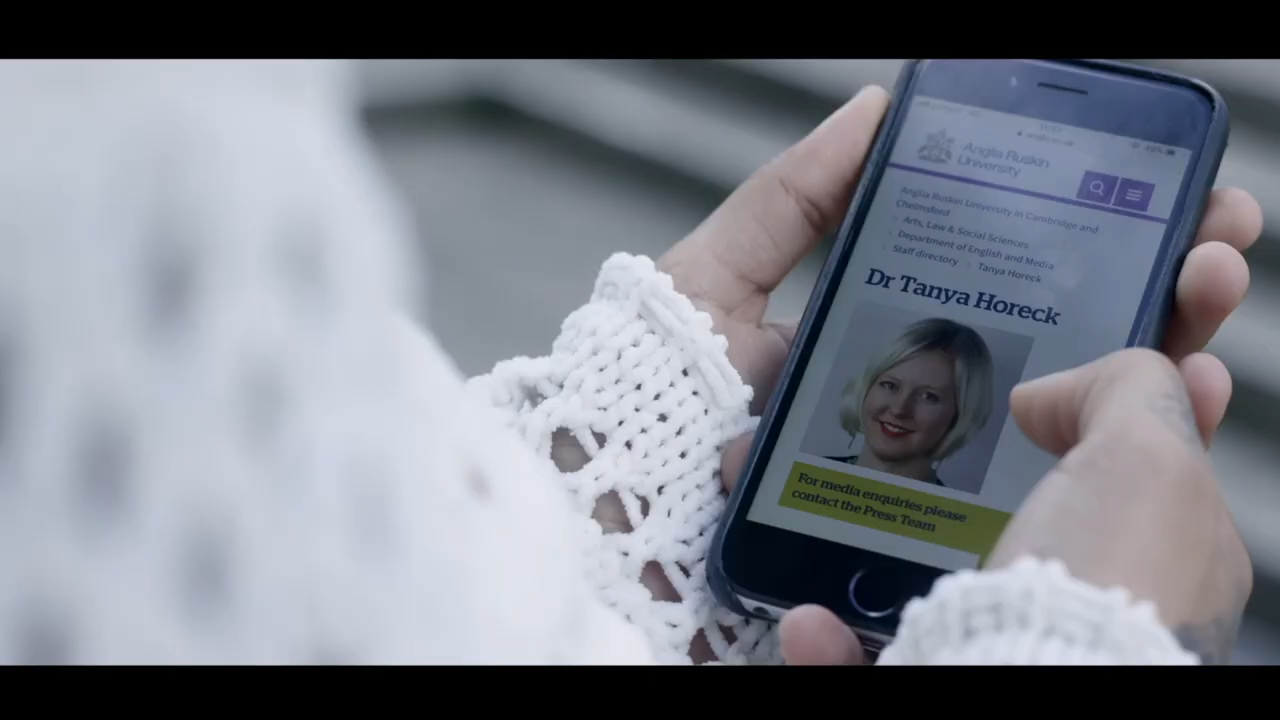 Anglia Ruskin
University
Anglia Ruskin University in Cambridge and
Chelmsford
Arts, Law & Social Sciences
Department of English and Media
Staff directory Tanya Horeck
Dr Tanya Horeck
For media enquiries please
contact the Press Team